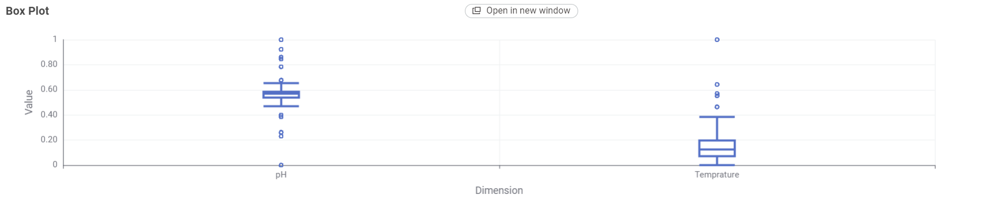 Box Plot
Open in new window
1
0.80
0.60
0.40
0.20
0
Value
pH
Temprature
Dimension